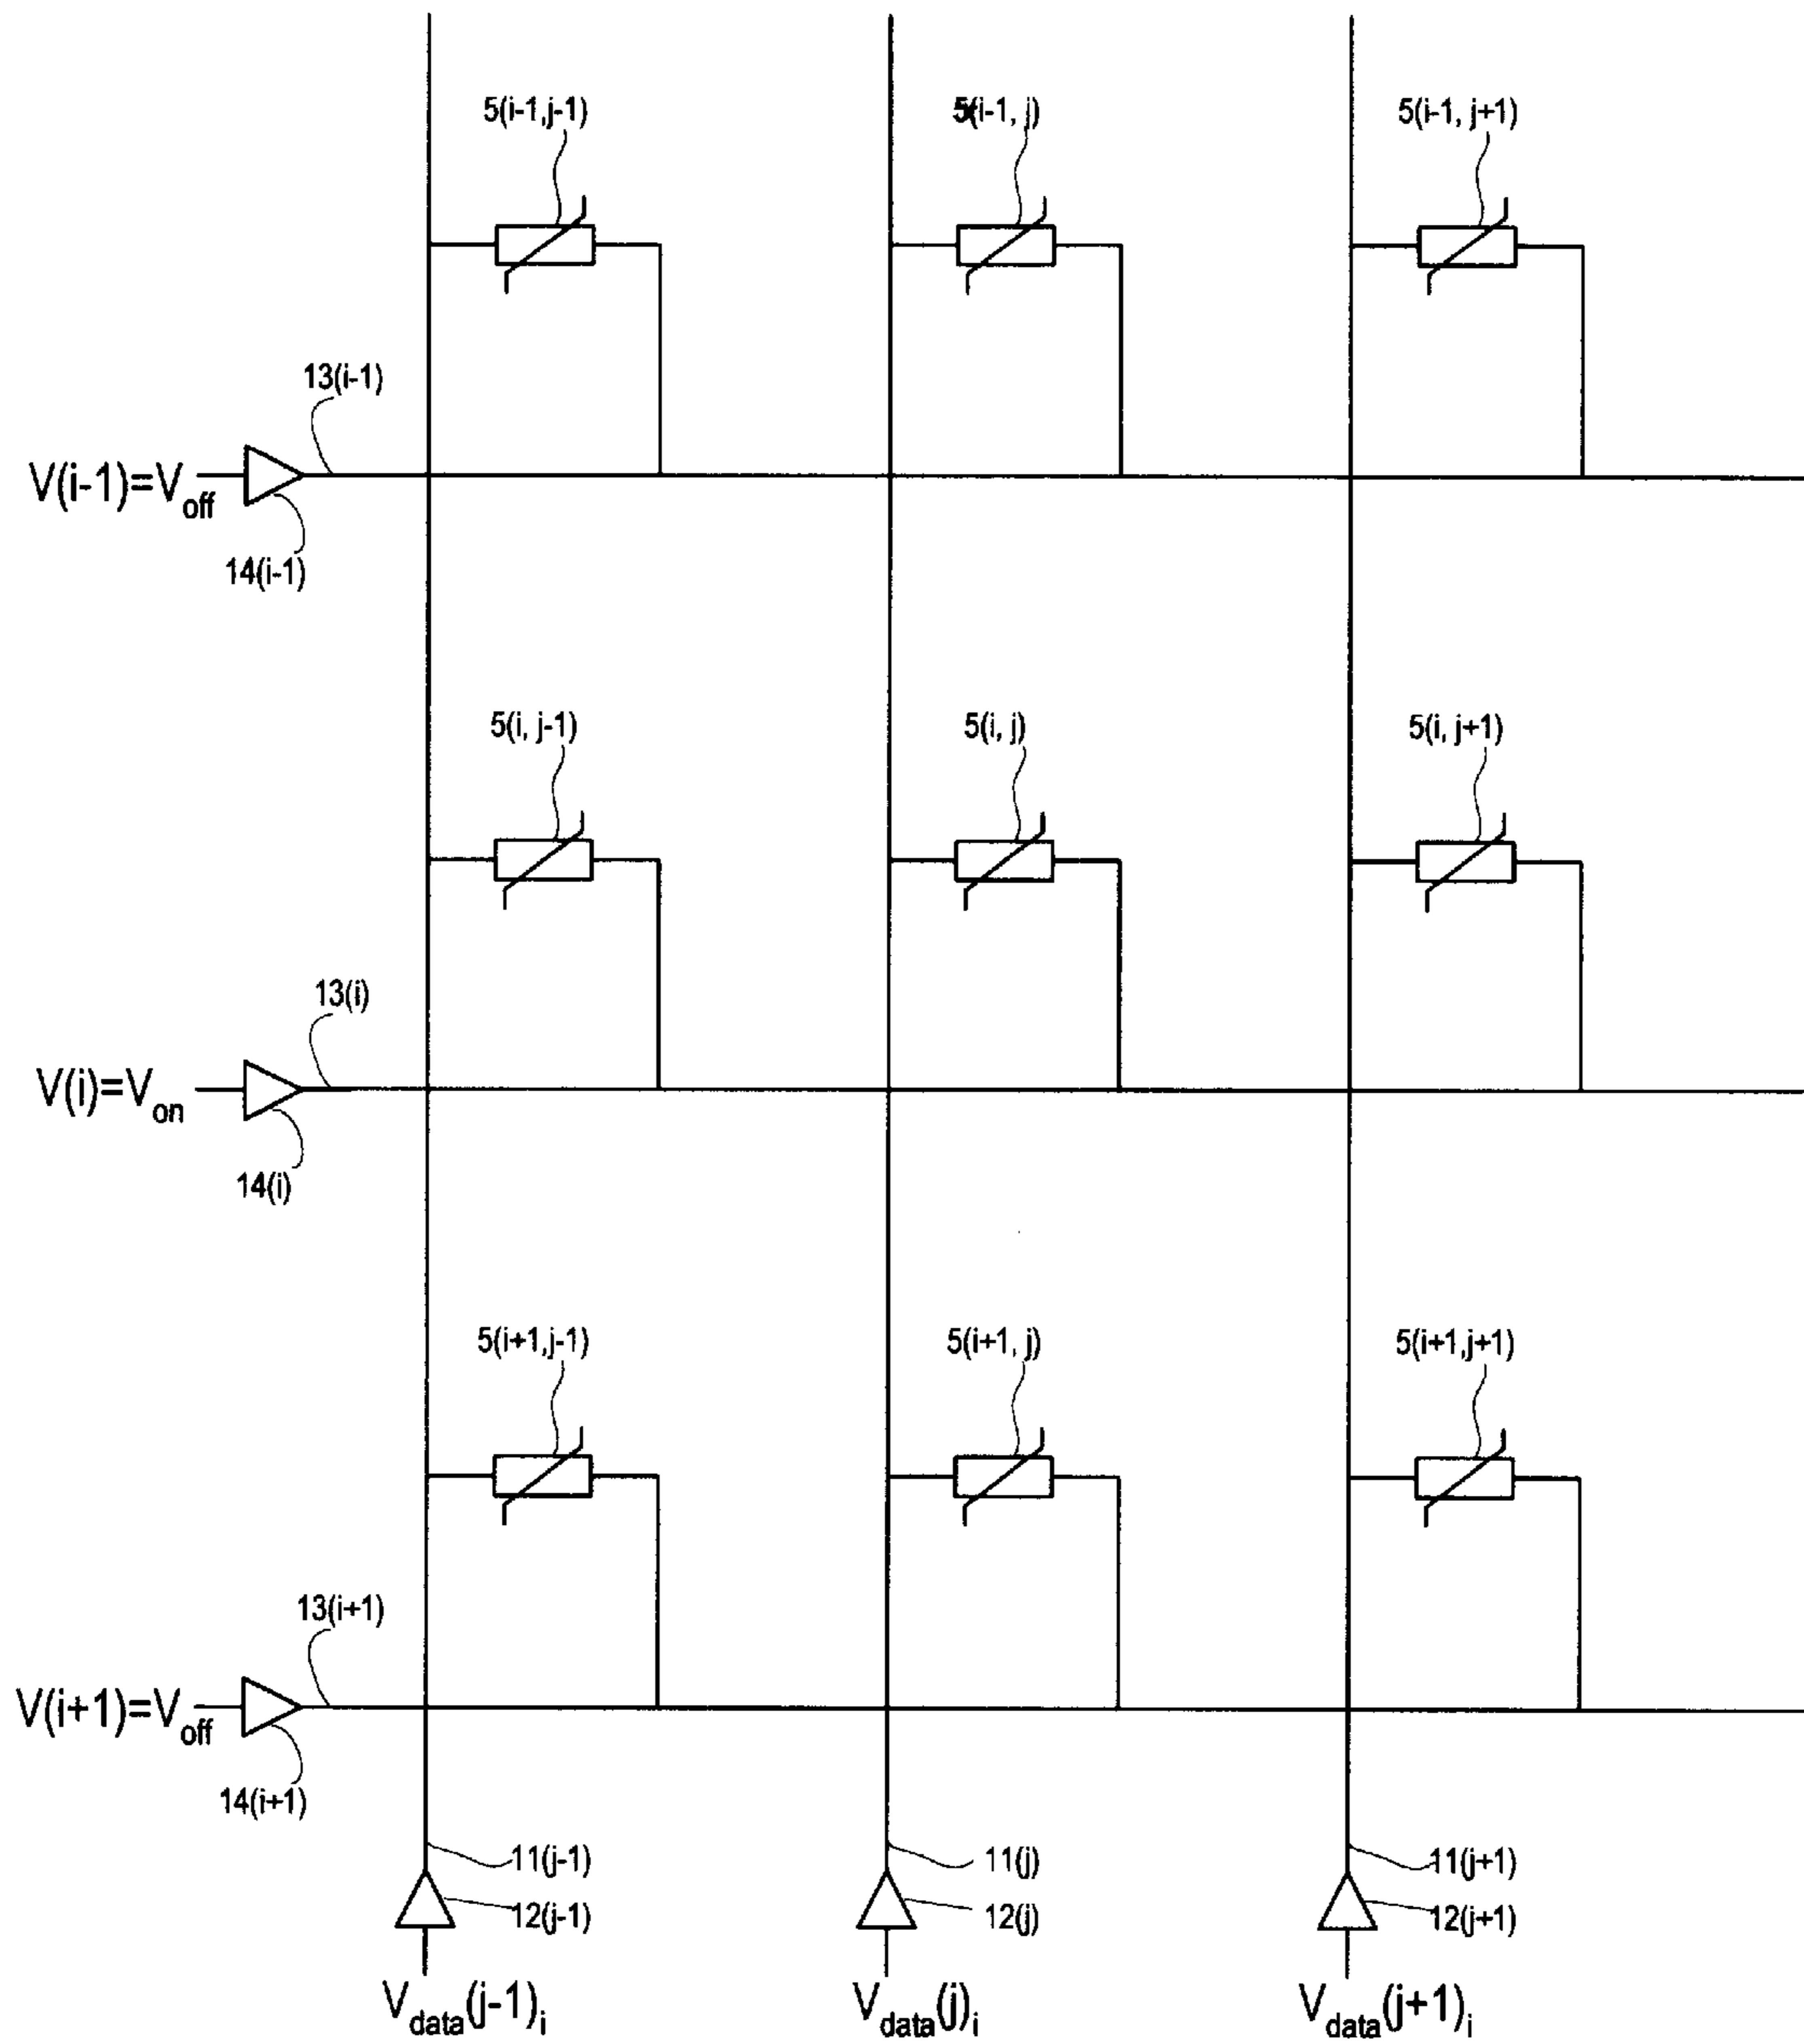 5(i-1,j-1)
5(i-1, j)
5(i-1, j+1)
13(i-1)
V(i-1)=Voff
14(i-1)
5(i, j-1)
5(i, j)
5(i, j+1)
13(i)
V(i)=Von
14(i)
5(i+1,j-1)
5(i+1, j)
5(i+1,j+1)
13(i+1)
V(i+1)=Voff
14(i+1)
11(j-1)
11(j)
11(j+1)
12(j-1)
12(j)
12(j+1)
Vdata(j-1)i
Vdata(j)i
Vdata(j+1)i